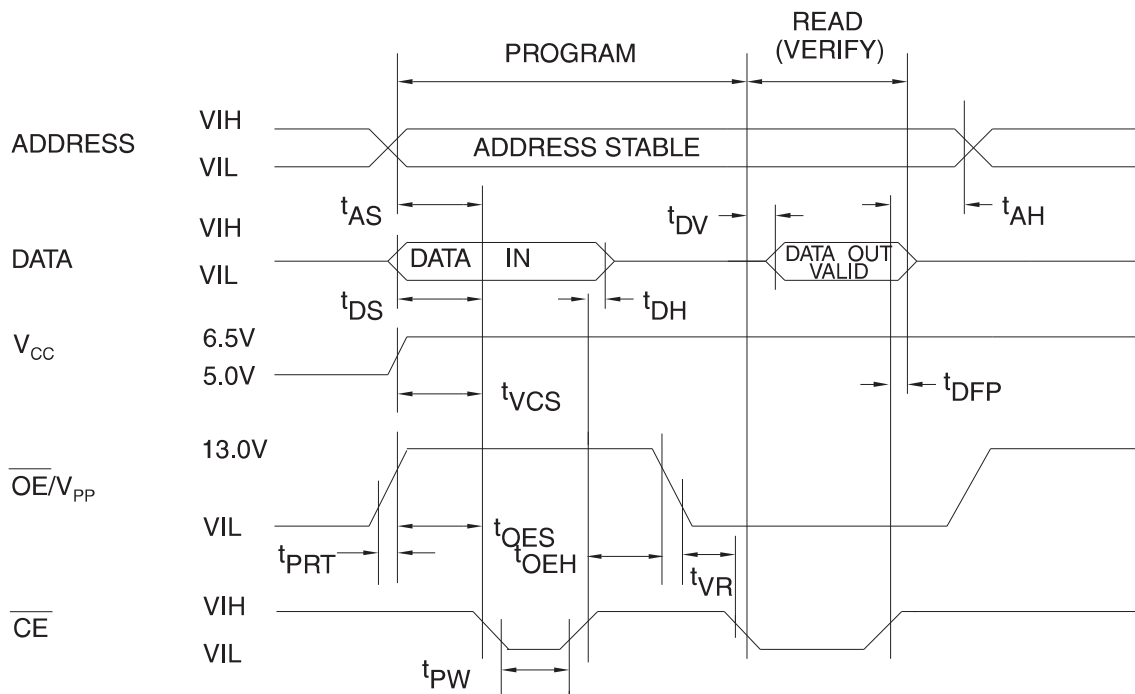 READ
(VERIFY)
PROGRAM
ADDRESS
VIH
VIL
ADDRESS STABLE
tAS
tDV
tAH
DATA
VIH
VIL
DATA IN
DATA OUT
VALID
tDS
tDH
VCC
6.5V
5.0V
tVCS
tDFP
OE/VPP
13.0V
VIL
tOES
tPRT
tOEH
tVR
CE
VIH
VIL
tPW